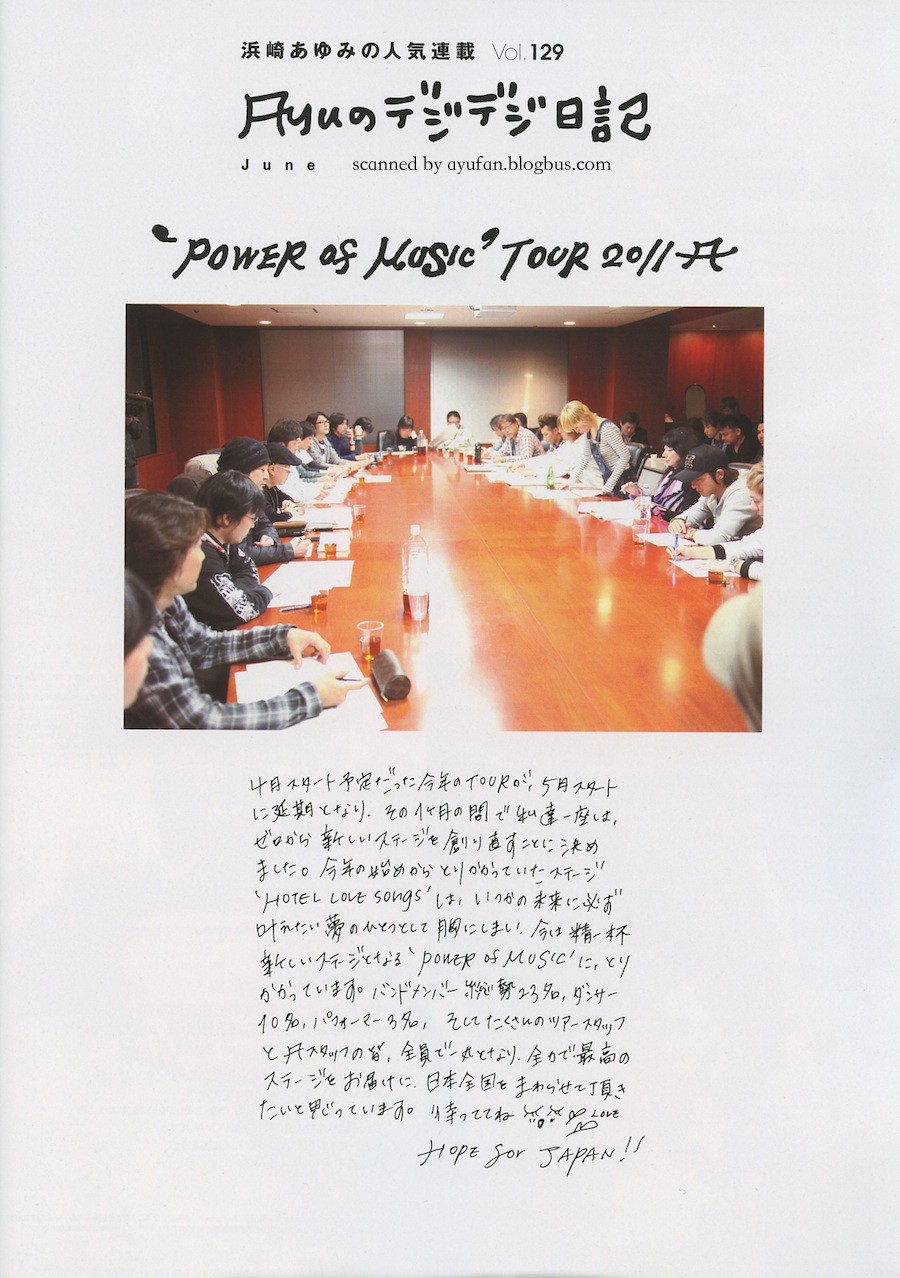 浜崎あゆみの人気連載 Vol.129
Ayuのデジデジ日記
June scanned by ayufan.blogbus.com
"POWER of MUSIC" TOUR 2011 A
4月スタート予定だった今年のTOURが、5月スタート
に延期となり、その1ヶ月の間で私達一座は、
ゼロから新しいステージを創り直すことに決め
ました。今年の始めからとりかかっていたステージ
'HOTEL LOVE songs'は、いつかの未来に必ず
叶えたい夢のひとつとして胸にしまい、今は精一杯
新しいステージとなる'POWER of MUSIC'に、とり
かかっています。バンドメンバー総勢23名、ダンサー
10名、パフォーマー3名、そしてたくさんのツアースタッフ
とAスタッフの皆、全員で一丸となり、全力で最高の
ステージをお届けに、日本全国をまわらせて頂き
たいと思っています。待っててね LOVE
HOPE for JAPAN!!